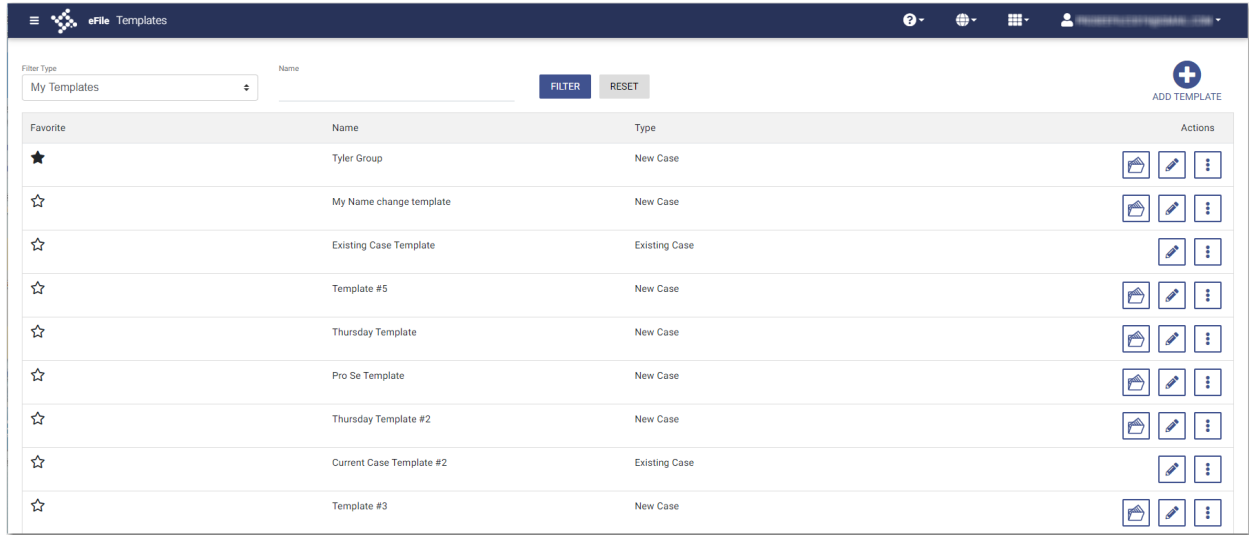 eFile Templates
Filter Type
Name
My Templates
FILTER
RESET
ADD TEMPLATE
Favorite Name Type Actions
Tyler Group New Case
My Name change template New Case
Existing Case Template Existing Case
Template #5 New Case
Thursday Template New Case
Pro Se Template New Case
Thursday Template #2 New Case
Current Case Template #2 Existing Case
Template #3 New Case